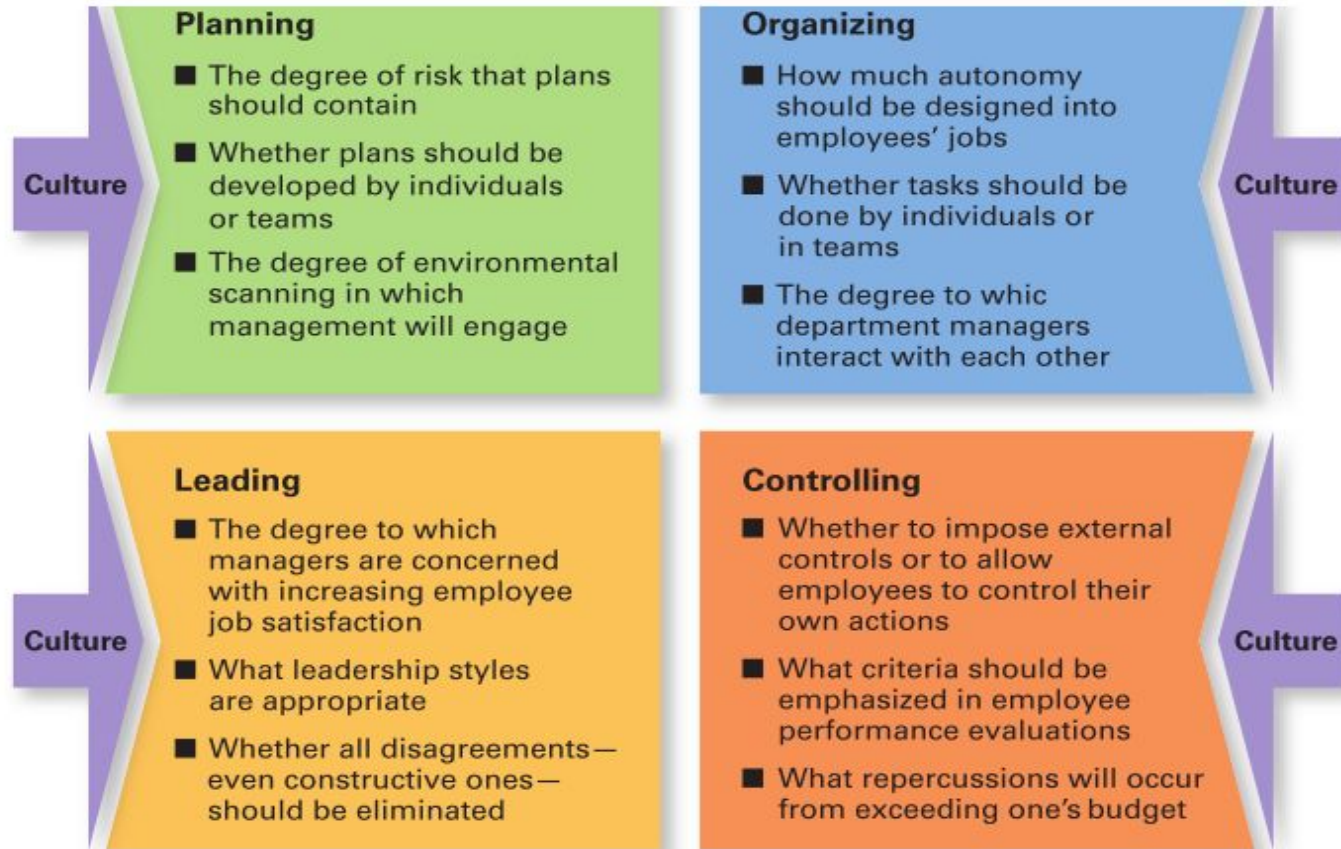 Planning
■ The degree of risk that plans
should contain
■ Whether plans should be
developed by individuals
or teams
■ The degree of environmental
scanning in which
management will engage
Culture
Organizing
■ How much autonomy
should be designed into
employees' jobs
■ Whether tasks should be
done by individuals or
in teams
■ The degree to whic
department managers
interact with each other
Culture
Leading
■ The degree to which
managers are concerned
with increasing employee
job satisfaction
■ What leadership styles
are appropriate
■ Whether all disagreements—
even constructive ones—
should be eliminated
Culture
Controlling
■ Whether to impose external
controls or to allow
employees to control their
own actions
■ What criteria should be
emphasized in employee
performance evaluations
■ What repercussions will occur
from exceeding one's budget
Culture